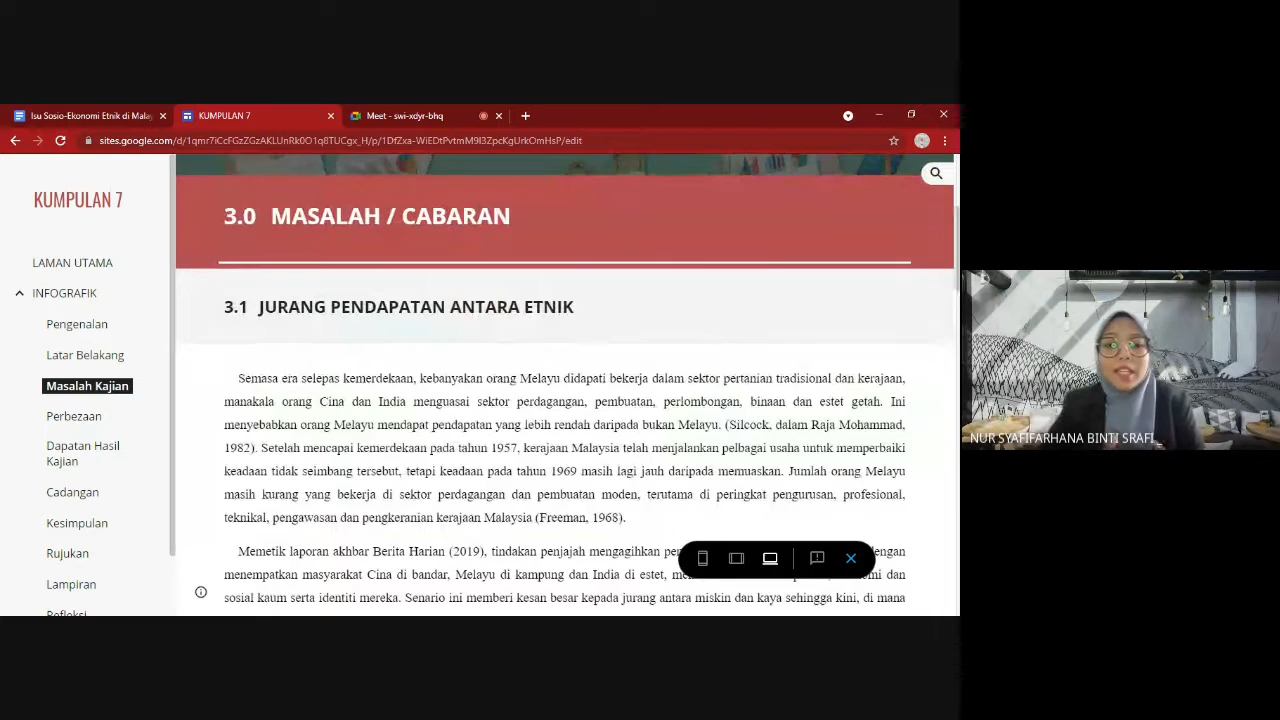 Isu Sosio-Ekonomi Etnik di Mala
KUMPULAN 7
Meet - swi-xdyr-bhq
sites.google.com/d/1qmr7iCcFGzZGzAKLUnRk0O1q8TUCgx_H/p/1DfZxa-WiEDtPvtmM9I3ZpcKgUrkOmHsP/edit
KUMPULAN 7
LAMAN UTAMA
INFOGRAFIK
Pengenalan
Latar Belakang
Masalah Kajian
Perbezaan
Dapatan Hasil
Kajian
Cadangan
Kesimpulan
Rujukan
Lampiran
Refleksi
3.0 MASALAH / CABARAN
3.1 JURANG PENDAPATAN ANTARA ETNIK
Semasa era selepas kemerdekaan, kebanyakan orang Melayu didapati bekerja dalam sektor pertanian tradisional dan kerajaan,
manakala orang Cina dan India menguasai sektor perdagangan, pembuatan, perlombongan, binaan dan estet getah. Ini
menyebabkan orang Melayu mendapat pendapatan yang lebih rendah daripada bukan Melayu. (Silcock, dalam Raja Mohammad,
1982). Setelah mencapai kemerdekaan pada tahun 1957, kerajaan Malaysia telah menjalankan pelbagai usaha untuk memperbaiki
keadaan tidak seimbang tersebut, tetapi keadaan pada tahun 1969 masih lagi jauh daripada memuaskan. Jumlah orang Melayu
masih kurang yang bekerja di sektor perdagangan dan pembuatan moden, terutama di peringkat pengurusan, profesional,
teknikal, pengawasan dan pengkeranian kerajaan Malaysia (Freeman, 1968).
Memetik laporan akhbar Berita Harian (2019), tindakan penjajah mengagihkan dengan
menempatkan masyarakat Cina di bandar, Melayu di kampung dan India di estet, dan
sosial kaum serta identiti mereka. Senario ini memberi kesan besar kepada jurang antara miskin dan kaya sehingga kini, di mana
NUR SYAFIFARHANA BINTI SRAFI